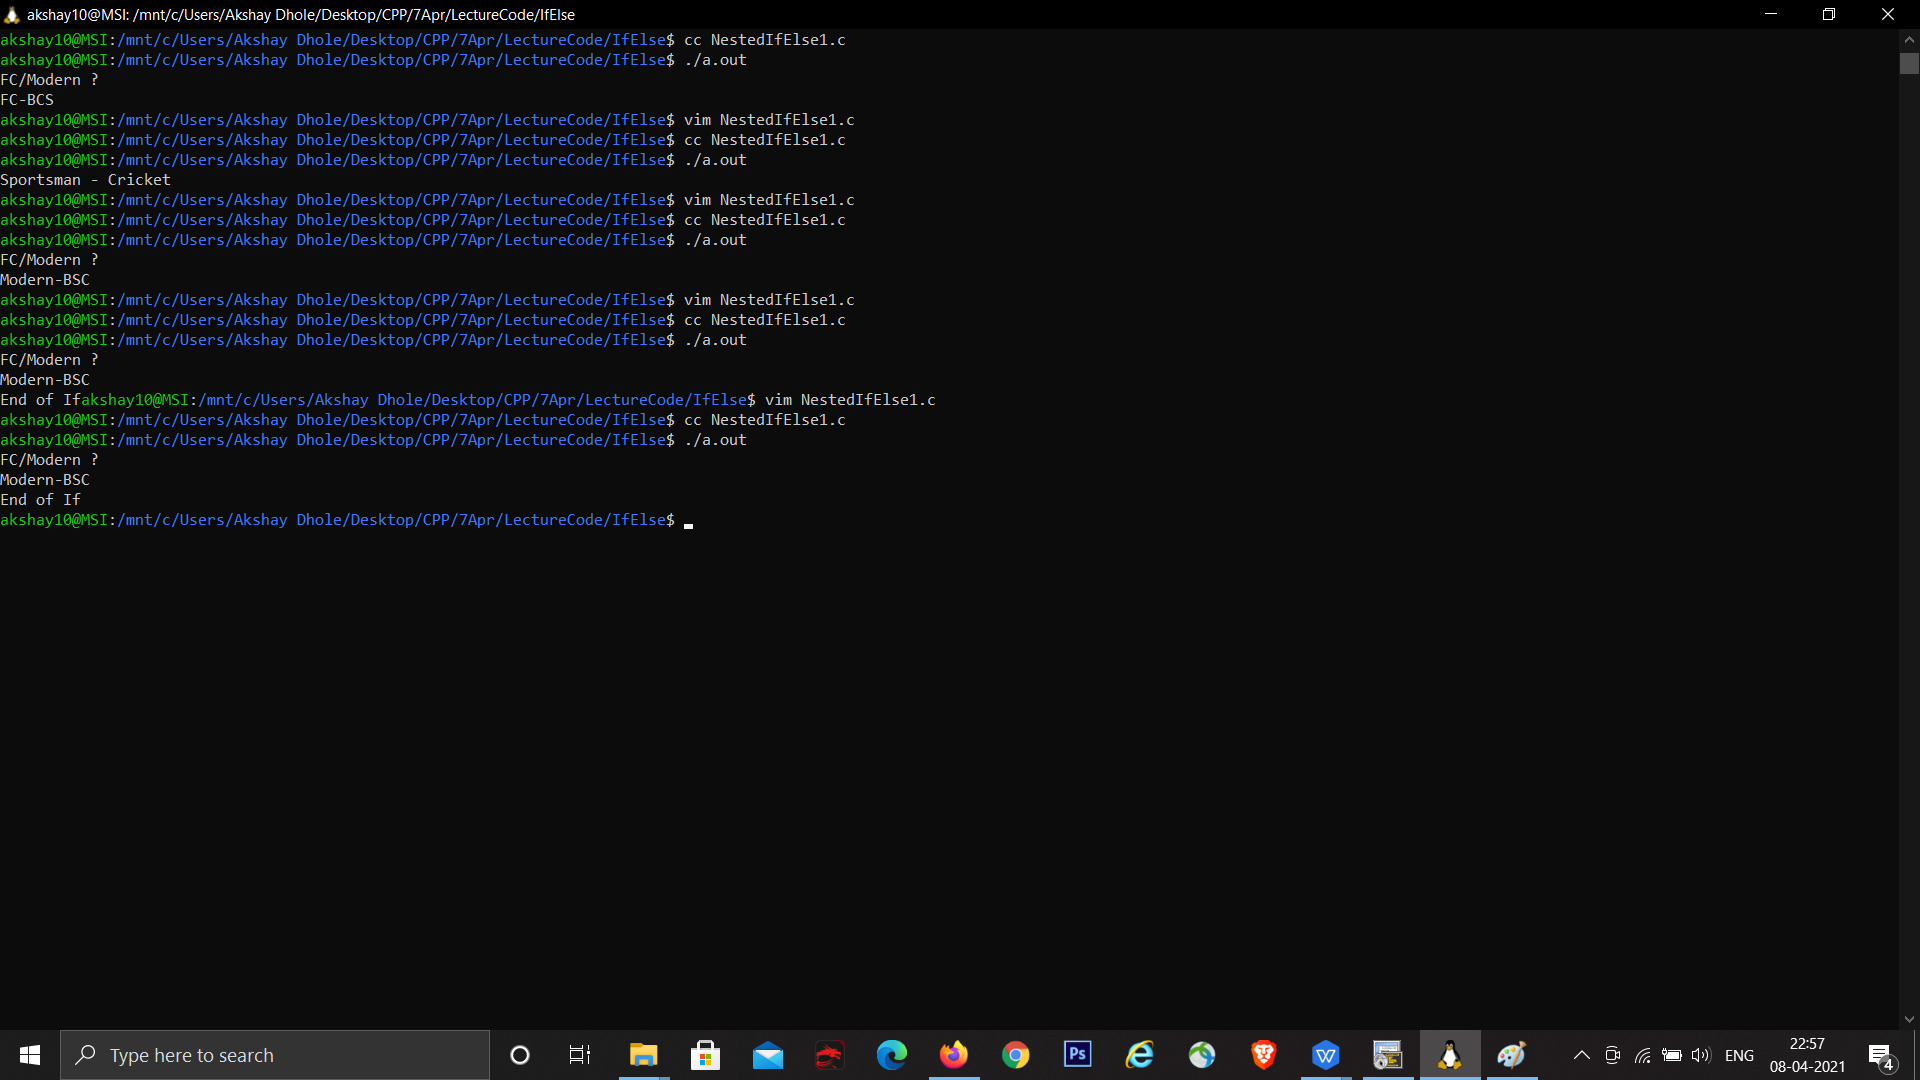 akshay10@MSI: /mnt/c/Users/Akshay Dhole/Desktop/CPP/7Apr/LectureCode/IfElse
akshay10@MSI:/mnt/c/Users/Akshay Dhole/Desktop/CPP/7Apr/LectureCode/IfElse$ cc NestedIfElse1.c
akshay10@MSI:/mnt/c/Users/Akshay Dhole/Desktop/CPP/7Apr/LectureCode/IfElse$ ./a.out
FC/Modern ?
FC-BCS
akshay10@MSI:/mnt/c/Users/Akshay Dhole/Desktop/CPP/7Apr/LectureCode/IfElse$ vim NestedIfElse1.c
akshay10@MSI:/mnt/c/Users/Akshay Dhole/Desktop/CPP/7Apr/LectureCode/IfElse$ cc NestedIfElse1.c
akshay10@MSI:/mnt/c/Users/Akshay Dhole/Desktop/CPP/7Apr/LectureCode/IfElse$ ./a.out
Sportsman - Cricket
akshay10@MSI:/mnt/c/Users/Akshay Dhole/Desktop/CPP/7Apr/LectureCode/IfElse$ vim NestedIfElse1.c
akshay10@MSI:/mnt/c/Users/Akshay Dhole/Desktop/CPP/7Apr/LectureCode/IfElse$ cc NestedIfElse1.c
akshay10@MSI:/mnt/c/Users/Akshay Dhole/Desktop/CPP/7Apr/LectureCode/IfElse$ ./a.out
FC/Modern ?
Modern-BSC
akshay10@MSI:/mnt/c/Users/Akshay Dhole/Desktop/CPP/7Apr/LectureCode/IfElse$ vim NestedIfElse1.c
akshay10@MSI:/mnt/c/Users/Akshay Dhole/Desktop/CPP/7Apr/LectureCode/IfElse$ cc NestedIfElse1.c
akshay10@MSI:/mnt/c/Users/Akshay Dhole/Desktop/CPP/7Apr/LectureCode/IfElse$ ./a.out
FC/Modern ?
Modern-BSC
End of Ifakshay10@MSI:/mnt/c/Users/Akshay Dhole/Desktop/CPP/7Apr/LectureCode/IfElse$ vim NestedIfElse1.c
akshay10@MSI:/mnt/c/Users/Akshay Dhole/Desktop/CPP/7Apr/LectureCode/IfElse$ cc NestedIfElse1.c
akshay10@MSI:/mnt/c/Users/Akshay Dhole/Desktop/CPP/7Apr/LectureCode/IfElse$ ./a.out
FC/Modern ?
Modern-BSC
End of If
akshay10@MSI:/mnt/c/Users/Akshay Dhole/Desktop/CPP/7Apr/LectureCode/IfElse$
Type here to search
Ps
W
ENG
22:57
08-04-2021
4